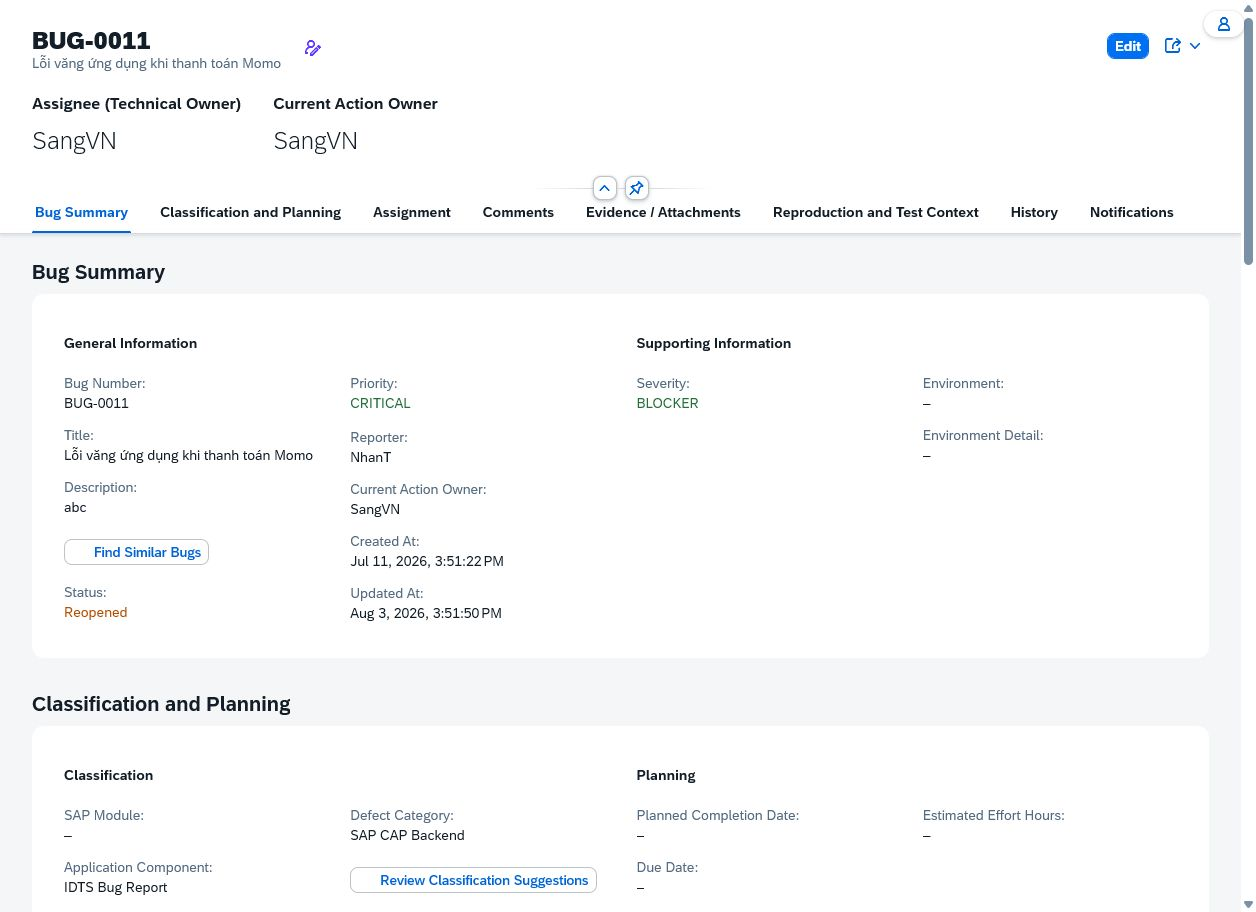 BUG-0011
Lỗi văng ứng dụng khi thanh toán Momo
Edit
Assignee (Technical Owner)
SangVN
Current Action Owner
SangVN
Bug Summary
Classification and Planning
Assignment
Comments
Evidence / Attachments
Reproduction and Test Context
History
Notifications
Bug Summary
General Information
Bug Number:
BUG-0011
Title:
Lỗi văng ứng dụng khi thanh toán Momo
Description:
abc
Find Similar Bugs
Status:
Reopened
Priority:
CRITICAL
Reporter:
NhanT
Current Action Owner:
SangVN
Created At:
Jul 11, 2026, 3:51:22 PM
Updated At:
Aug 3, 2026, 3:51:50 PM
Supporting Information
Severity:
BLOCKER
Environment:
–
Environment Detail:
–
Classification and Planning
Classification
SAP Module:
–
Application Component:
IDTS Bug Report
Defect Category:
SAP CAP Backend
Review Classification Suggestions
Planning
Planned Completion Date:
–
Due Date:
–
Estimated Effort Hours:
–